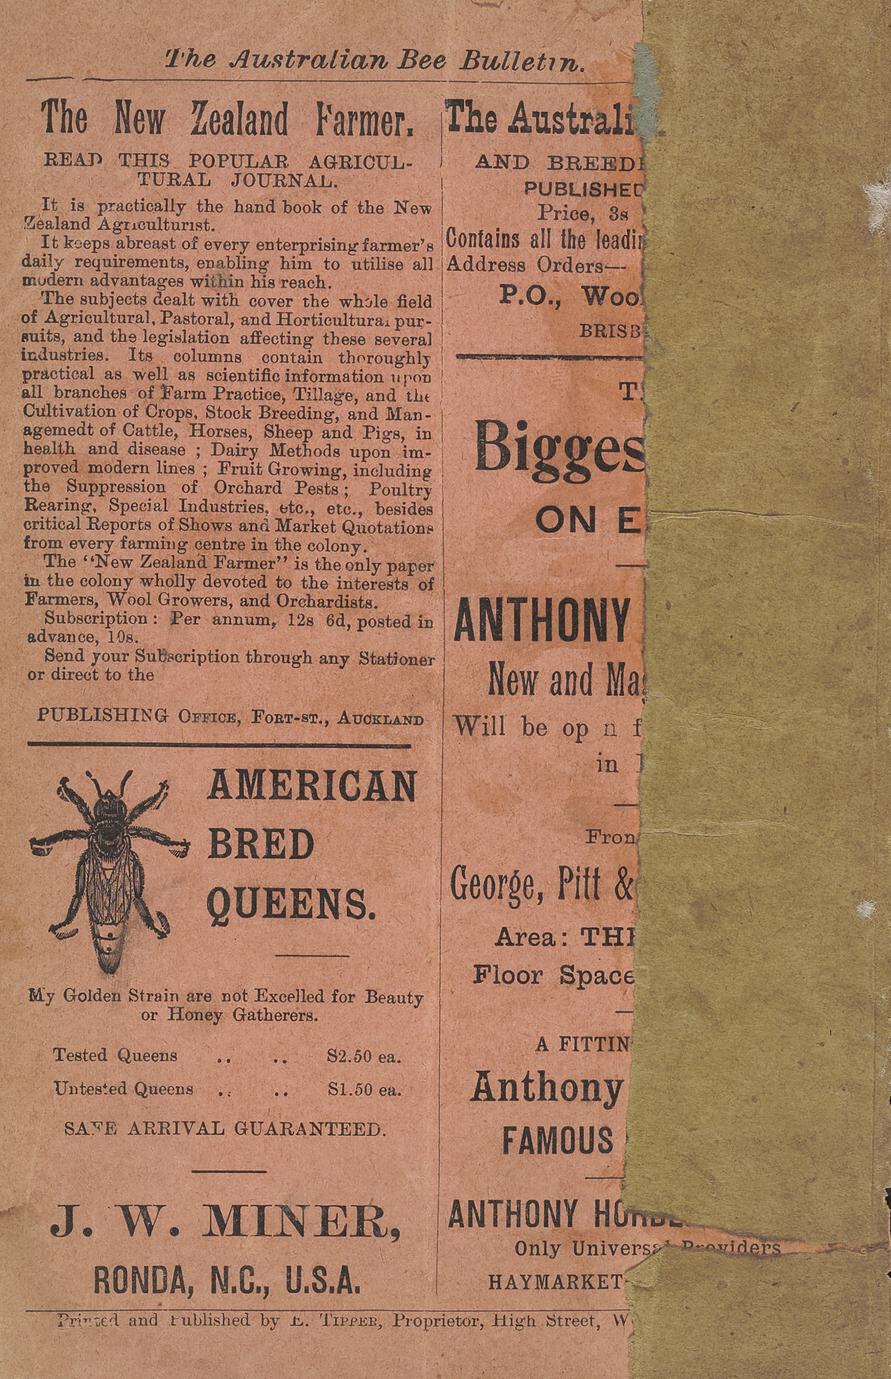 The Australian Bee Bulletin.
The New Zealand Farmer.
READ THIS POPULAR AGRICUL-
TURAL JOURNAL.
It is practically the hand book of the New
Zealand Agriculturist.
It keeps abreast of every enterprising farmer's
daily requirements, enabling him to utilise all
modern advantages within his reach.
The subjects dealt with cover the whole field
of Agricultural, Pastoral, and Horticultural pur-
suits, and the legislation affecting these several
industries. Its columns contain thoroughly
practical as well as scientific information upon
all branches of Farm Practice, Tillage, and the
Cultivation of Crops, Stock Breeding, and Man-
agemedt of Cattle, Horses, Sheep and Pigs, in
health and disease ; Dairy Methods upon im-
proved modern lines ; Fruit Growing, including
the Suppression of Orchard Pests ; Poultry
Rearing, Special Industries, etc., etc., besides
critical Reports of Shows and Market Quotations
from every farming centre in the colony.
The "New Zealand Farmer" is the only paper
in the colony wholly devoted to the interests of
Farmers, Wool Growers, and Orchardists.
Subscription : Per annum, 12s 6d, posted in
advance, 10s.
Send your Subscription through any Stationer
or direct to the
PUBLISHING OFFICE, FORT-ST., AUCKLAND
AMERICAN
BRED
QUEENS.
My Golden Strain are not Excelled for Beauty
or Honey Gatherers.
Tested Queens .. .. $2.50 ea.
Untested Queens .. .. $1.50 ea.
SAFE ARRIVAL GUARANTEED.
J. W. MINER,
RONDA, N.C., U.S.A.
The Australi
AND BREED
PUBLISHED
Price, 3s
Contains all the leadin
Address Orders—
P.O., Woo
BRISB
T
Bigges
ON E
ANTHONY
New and Ma
Will be op n f
in
From
George, Pitt &
Area: TH
Floor Space
A FITTIN
Anthony
FAMOUS
ANTHONY HORDE
Only Universal Providers
HAYMARKET
Printed and Published by E. TIPPER, Proprietor, High Street, W